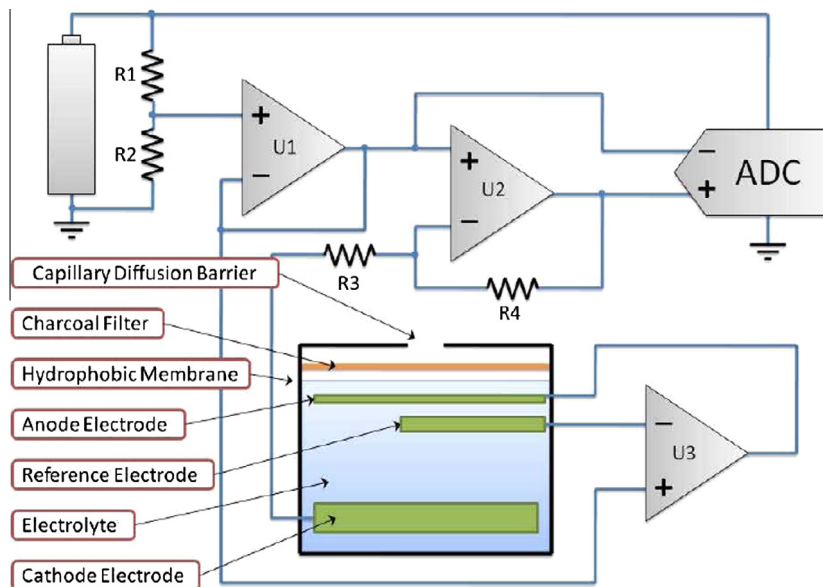 R1
+
U1
−
R2
+
U2
−
−
ADC
+
R3
R4
Capillary Diffusion Barrier
Charcoal Filter
Hydrophobic Membrane
Anode Electrode
Reference Electrode
Electrolyte
Cathode Electrode
−
U3
+